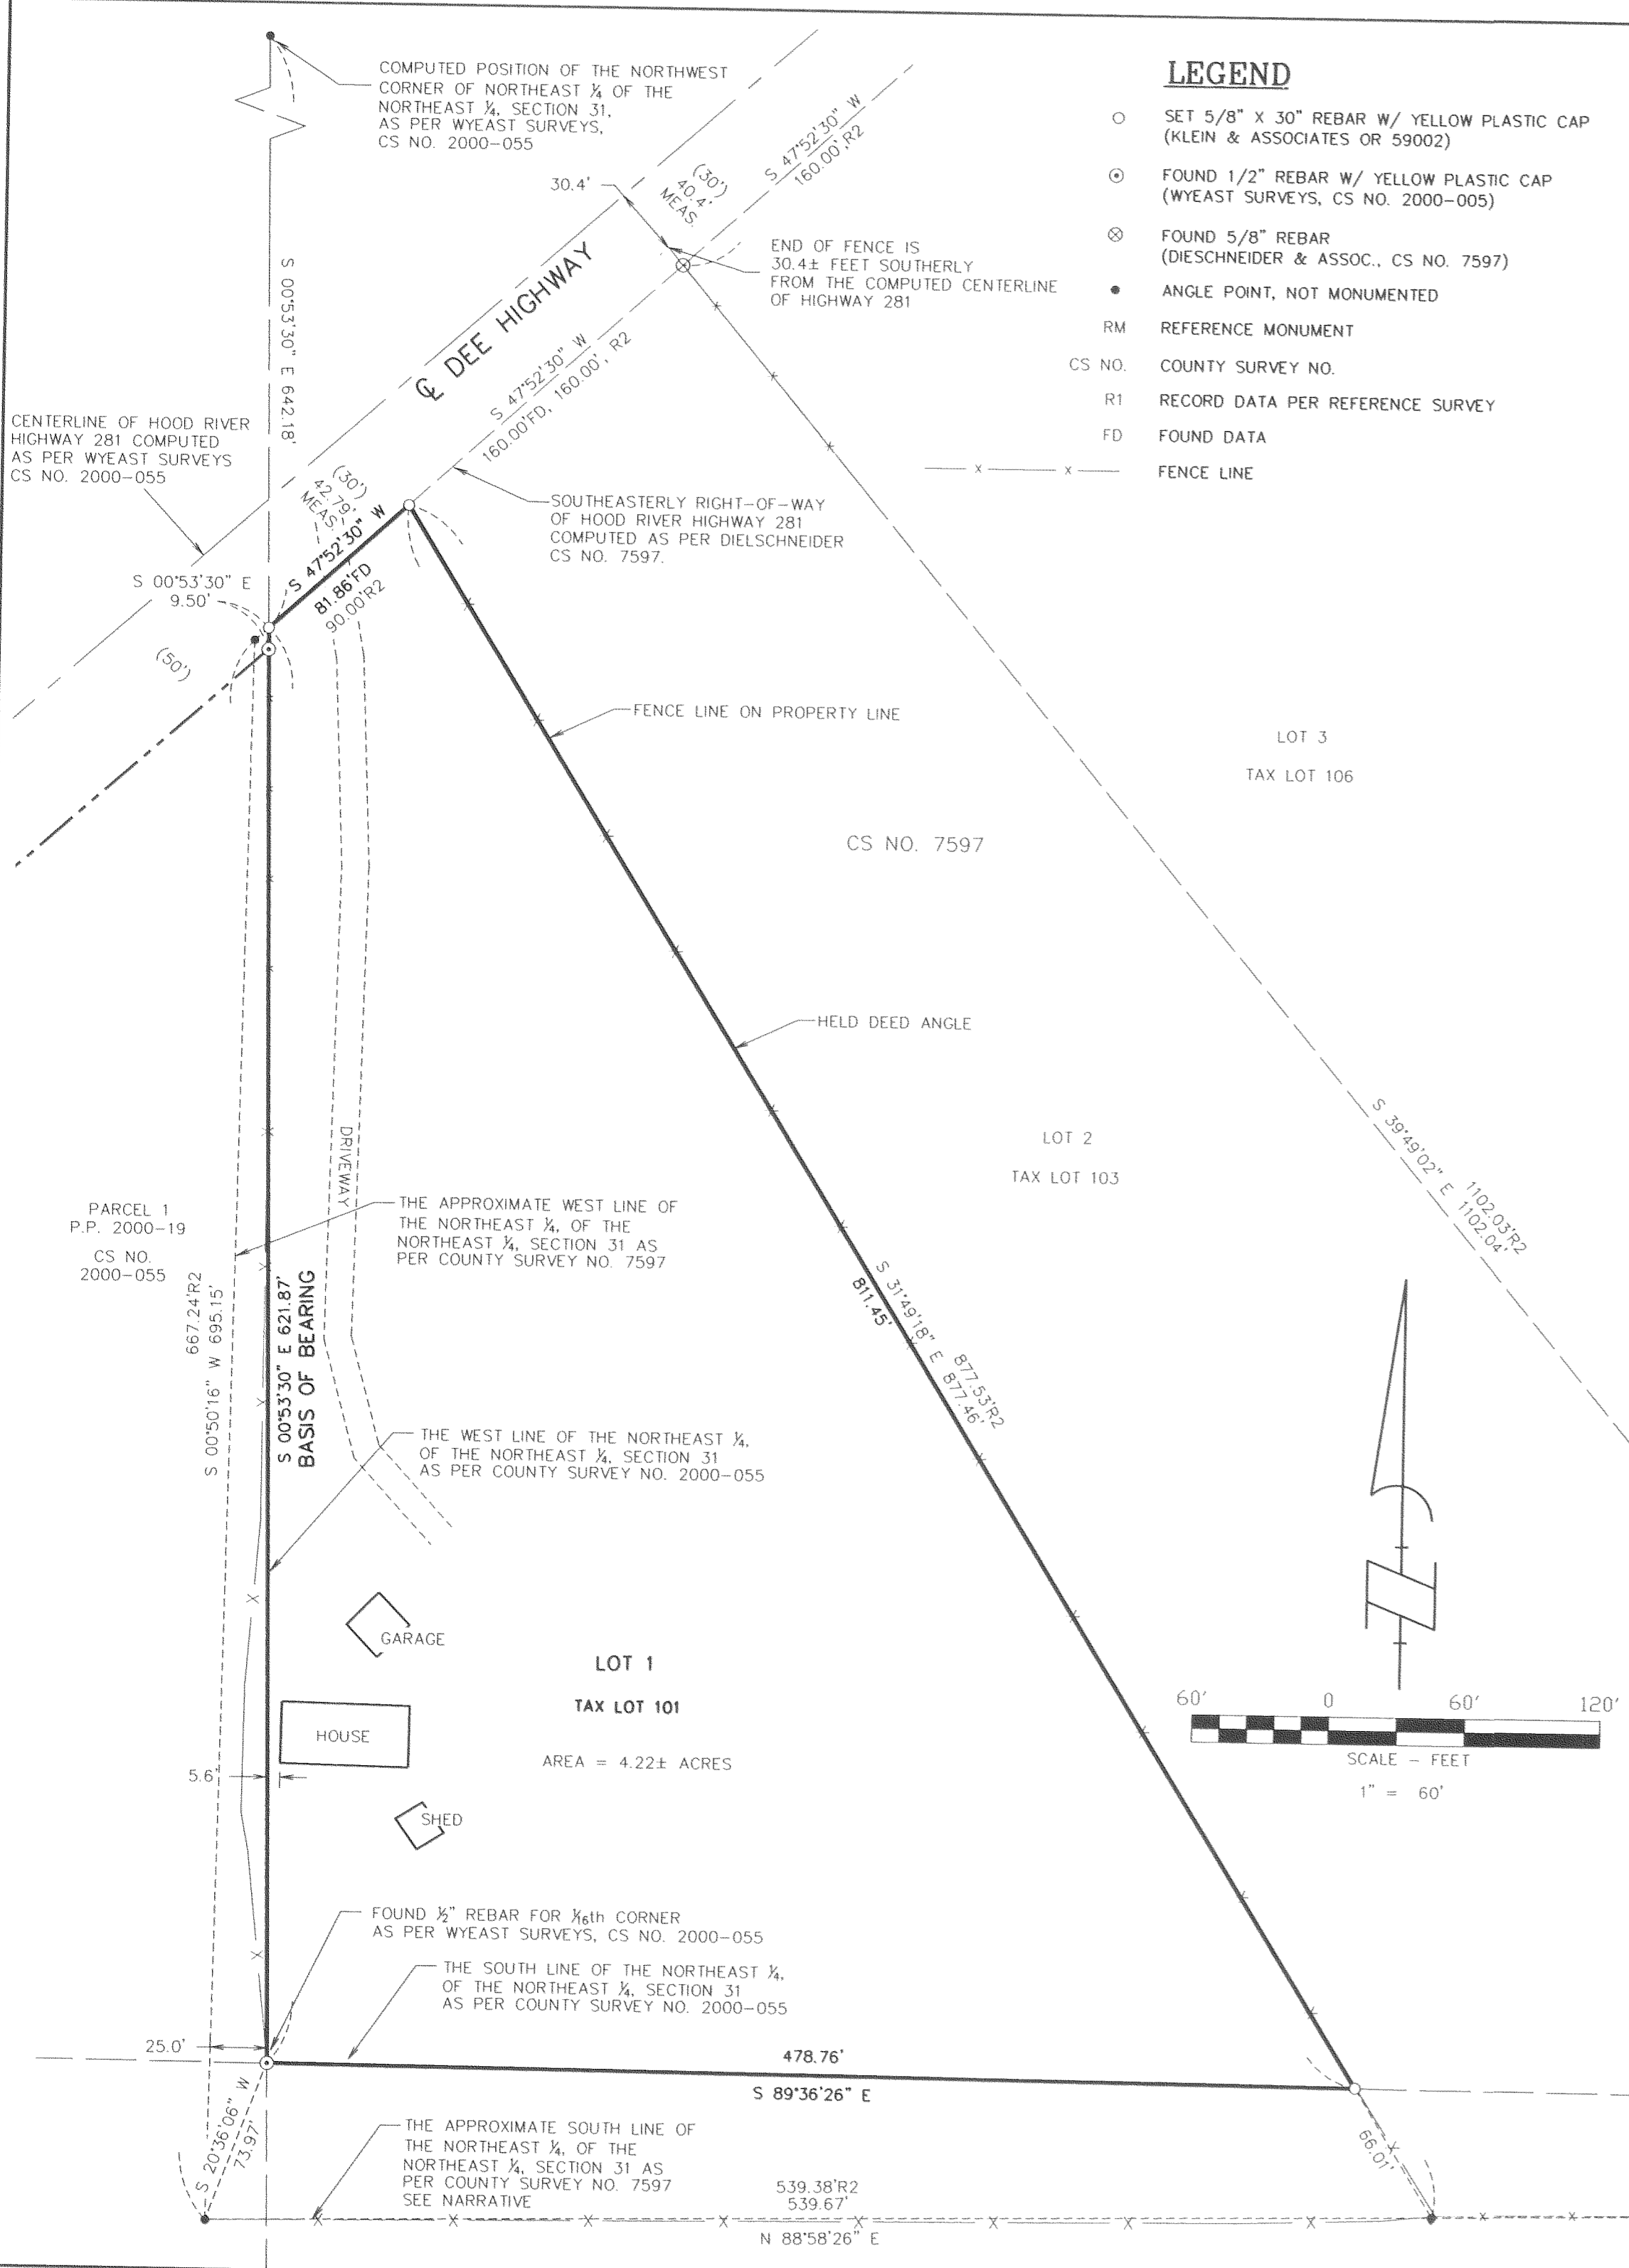 COMPUTED POSITION OF THE NORTHWEST
CORNER OF NORTHEAST ¼ OF THE
NORTHEAST ¼, SECTION 31,
AS PER WYEAST SURVEYS,
CS NO. 2000-055
LEGEND
SET 5/8" X 30" REBAR W/ YELLOW PLASTIC CAP
(KLEIN & ASSOCIATES OR 59002)
FOUND 1/2" REBAR W/ YELLOW PLASTIC CAP
(WYEAST SURVEYS, CS NO. 2000-005)
FOUND 5/8" REBAR
(DIESCHNEIDER & ASSOC., CS NO. 7597)
ANGLE POINT, NOT MONUMENTED
RM REFERENCE MONUMENT
CS NO. COUNTY SURVEY NO.
R1 RECORD DATA PER REFERENCE SURVEY
FD FOUND DATA
FENCE LINE
S 47°52'30" W
160.00',R2
(30')
40.4'
MEAS.
30.4'
END OF FENCE IS
30.4± FEET SOUTHERLY
FROM THE COMPUTED CENTERLINE
OF HIGHWAY 281
S 00°53'30" E 642.18'
℄ DEE HIGHWAY
S 47°52'30" W
160.00'FD, 160.00', R2
CENTERLINE OF HOOD RIVER
HIGHWAY 281 COMPUTED
AS PER WYEAST SURVEYS
CS NO. 2000-055
(30')
42.79'
MEAS.
SOUTHEASTERLY RIGHT-OF-WAY
OF HOOD RIVER HIGHWAY 281
COMPUTED AS PER DIELSCHNEIDER
CS NO. 7597.
S 47°52'30" W
81.86'FD
90.00'R2
S 00°53'30" E
9.50'
(50')
FENCE LINE ON PROPERTY LINE
LOT 3
TAX LOT 106
CS NO. 7597
HELD DEED ANGLE
LOT 2
TAX LOT 103
S 39°49'02" E
1102.03'R2
1102.04'
DRIVEWAY
PARCEL 1
P.P. 2000-19
CS NO.
2000-055
THE APPROXIMATE WEST LINE OF
THE NORTHEAST ¼, OF THE
NORTHEAST ¼, SECTION 31 AS
PER COUNTY SURVEY NO. 7597
667.24'R2
S 00°50'16" W 695.15'
S 00°53'30" E 621.87'
BASIS OF BEARING
S 31°49'18" E 877.46'
811.45'
877.53'R2
THE WEST LINE OF THE NORTHEAST ¼,
OF THE NORTHEAST ¼, SECTION 31
AS PER COUNTY SURVEY NO. 2000-055
GARAGE
LOT 1
TAX LOT 101
AREA = 4.22± ACRES
HOUSE
5.6'
SHED
60' 0 60' 120'
SCALE - FEET
1" = 60'
FOUND ½" REBAR FOR 1/16th CORNER
AS PER WYEAST SURVEYS, CS NO. 2000-055
THE SOUTH LINE OF THE NORTHEAST ¼,
OF THE NORTHEAST ¼, SECTION 31
AS PER COUNTY SURVEY NO. 2000-055
25.0'
478.76'
S 89°36'26" E
S 20°36'06" W
73.97'
66.01'
THE APPROXIMATE SOUTH LINE OF
THE NORTHEAST ¼, OF THE
NORTHEAST ¼, SECTION 31 AS
PER COUNTY SURVEY NO. 7597
SEE NARRATIVE
539.38'R2
539.67'
N 88°58'26" E